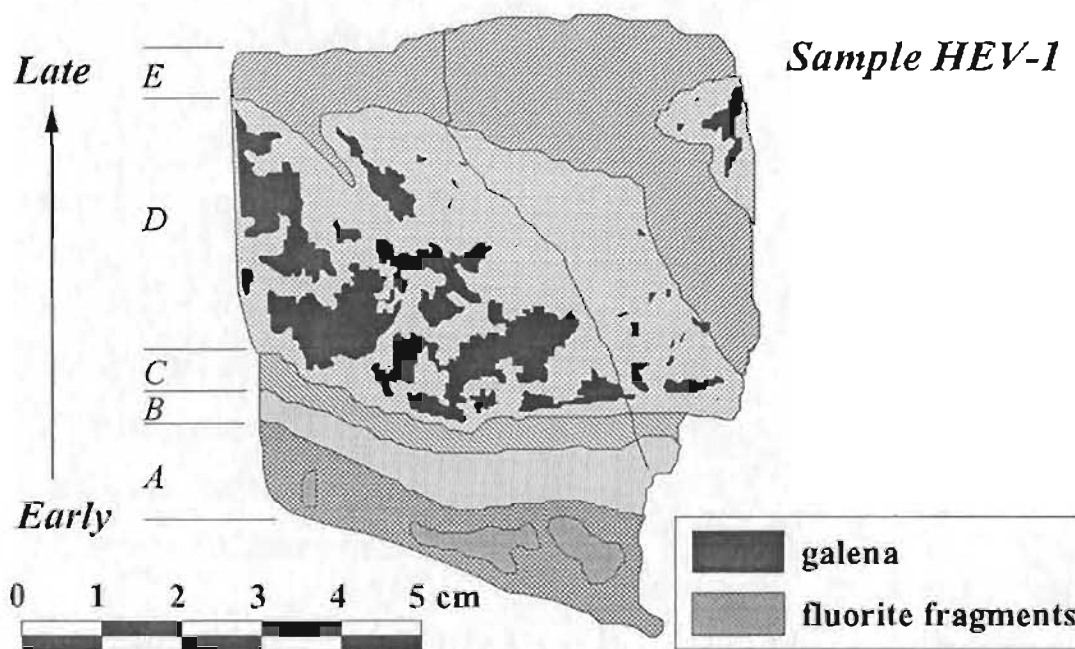 Late
E
Sample HEV-1
D
C
B
A
Early
0 1 2 3 4 5 cm
galena
fluorite fragments